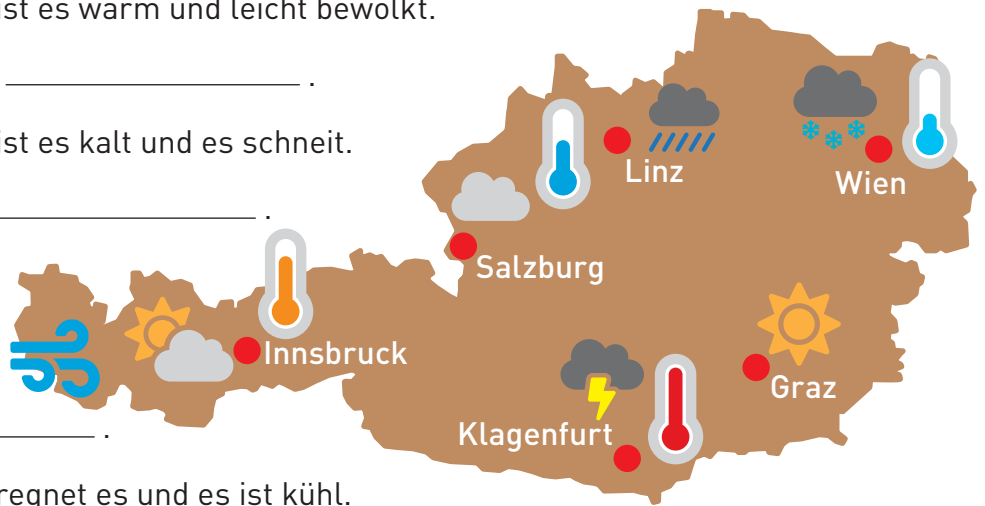 ist es warm und leicht bewölkt.
.
ist es kalt und es schneit.
.
Linz
Wien
Salzburg
Innsbruck
Graz
Klagenfurt
.
regnet es und es ist kühl.